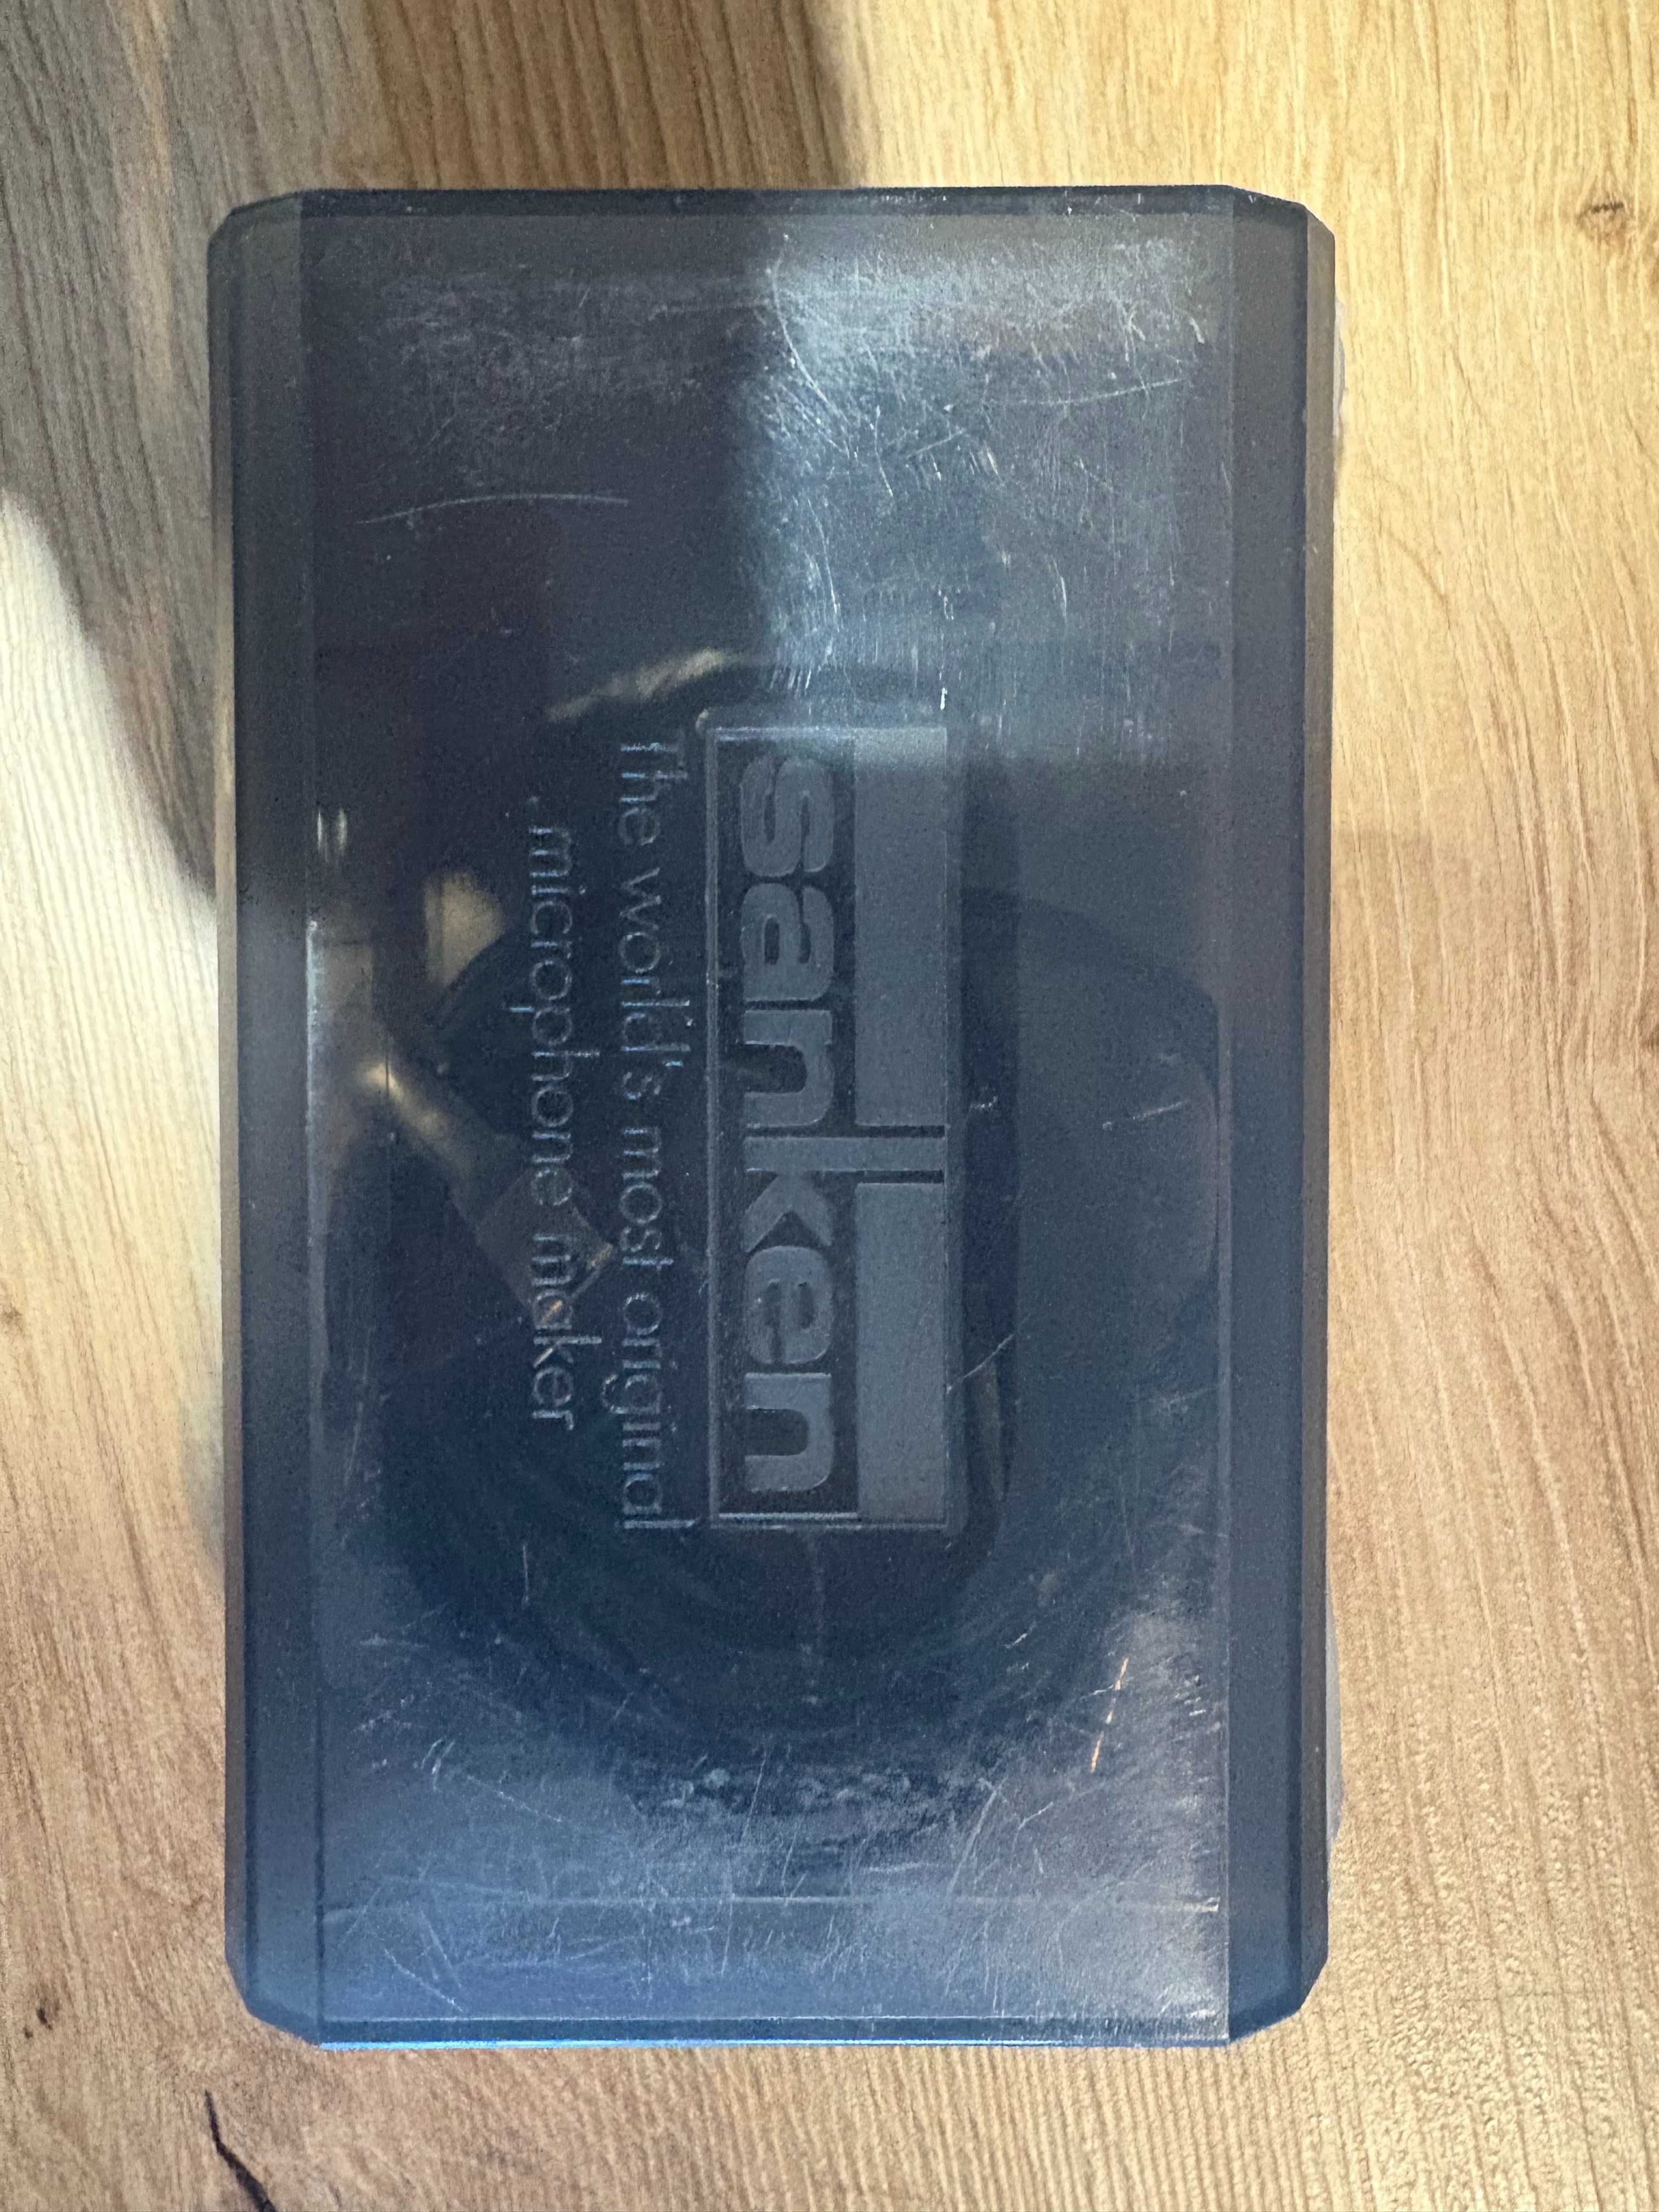 sanken
The world's most original
microphone maker